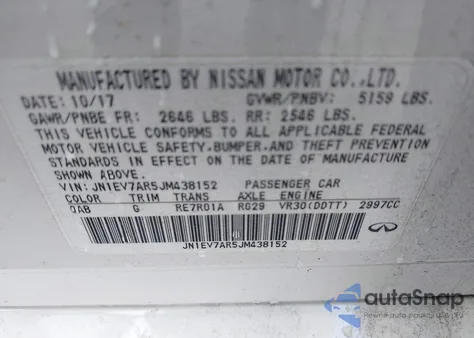 MANUFACTURED BY NISSAN MOTOR CO.,LTD.
DATE: 10/17 GVWR/PNBV: 5159 LBS.
GAWR/PNBE FR: 2646 LBS. RR: 2546 LBS.
THIS VEHICLE CONFORMS TO ALL APPLICABLE FEDERAL
MOTOR VEHICLE SAFETY,BUMPER,AND THEFT PREVENTION
STANDARDS IN EFFECT ON THE DATE OF MANUFACTURE
SHOWN ABOVE.
VIN: JN1EV7AR5JM438152 PASSENGER CAR
COLOR TRIM TRANS AXLE ENGINE
QAB G RE7R01A RG29 VR30(DDTT) 2997CC
JN1EV7AR5JM438152
autoSnap